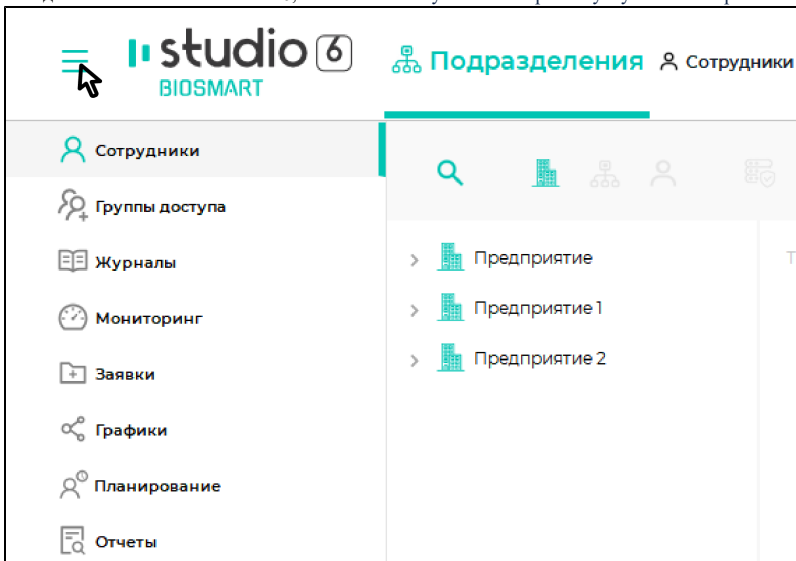 studio 6
BIOSMART
Подразделения
Сотрудники
Сотрудники
Группы доступа
Журналы
Мониторинг
Заявки
Графики
Планирование
Отчеты
Предприятие
Предприятие 1
Предприятие 2